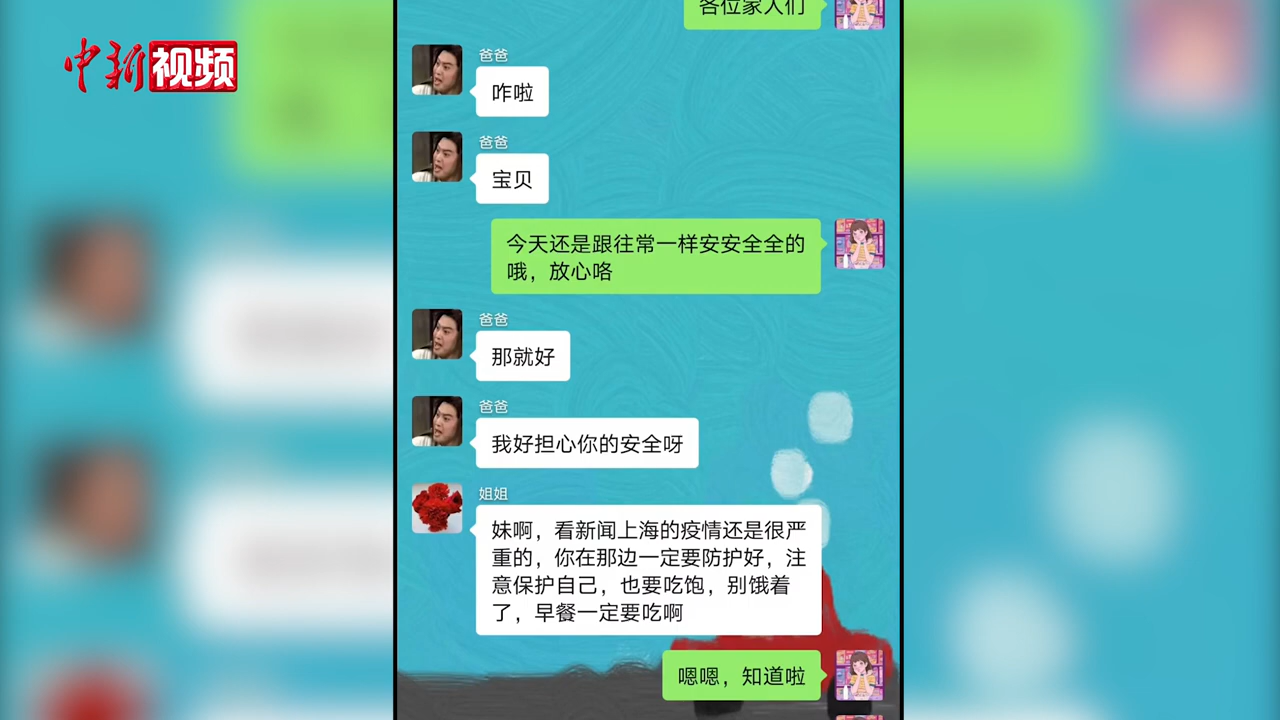 各位家人们
中新视频
爸爸
咋啦
爸爸
宝贝
今天还是跟往常一样安安全全的
哦，放心咯
爸爸
那就好
爸爸
我好担心你的安全呀
姐姐
妹啊，看新闻上海的疫情还是很严
重的，你在那边一定要防护好，注
意保护自己，也要吃饱，别饿着
了，早餐一定要吃啊
嗯嗯，知道啦